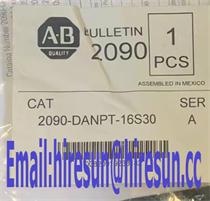 A-B
QUALITY
BULLETIN
2090
1
PCS
ASSEMBLED IN MEXICO
CAT
SER
2090-DANPT-16S30
A
Email:hiresun@hiresun.cc